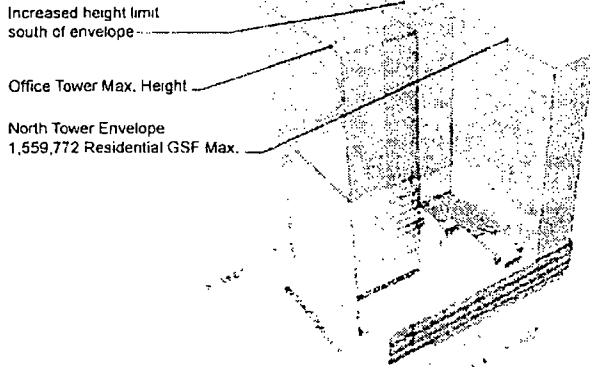 Increased height limit
south of envelope
Office Tower Max. Height
North Tower Envelope
1,559,772 Residential GSF Max.